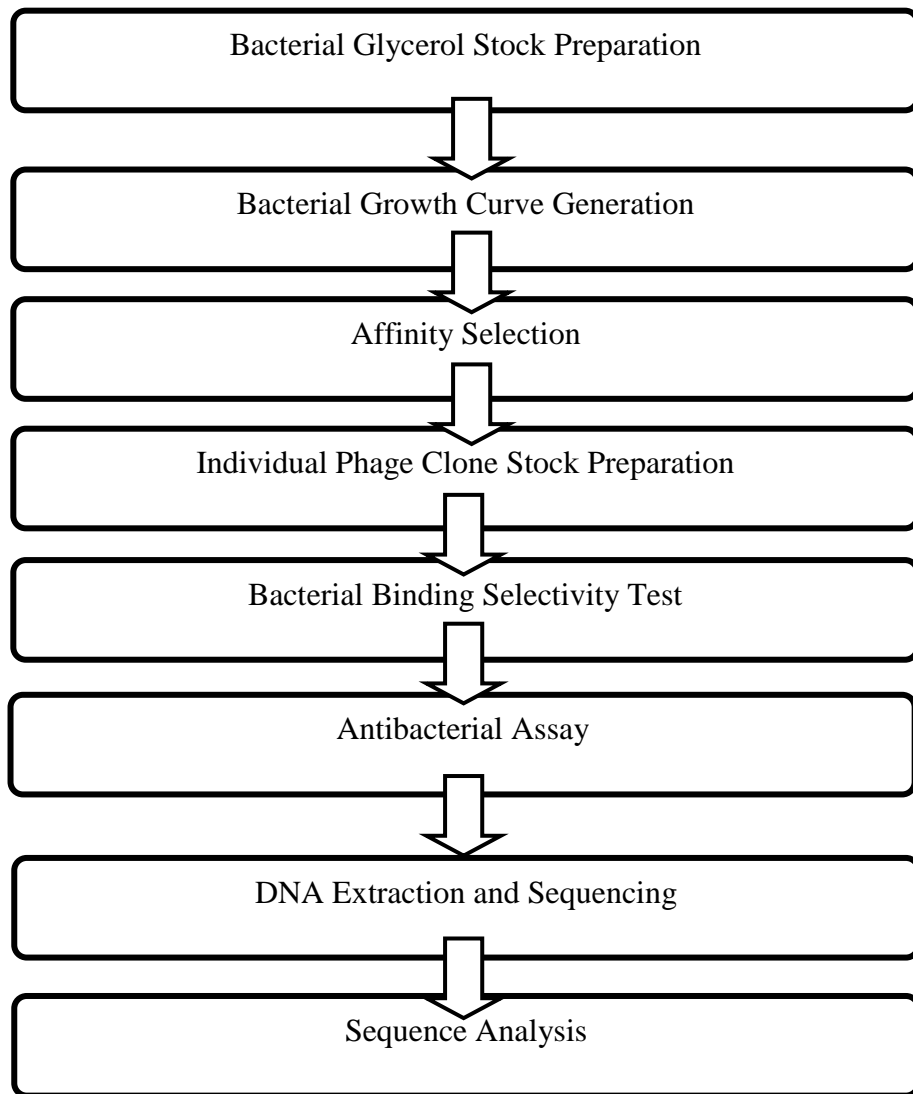 Bacterial Glycerol Stock Preparation
Bacterial Growth Curve Generation
Affinity Selection
Individual Phage Clone Stock Preparation
Bacterial Binding Selectivity Test
Antibacterial Assay
DNA Extraction and Sequencing
Sequence Analysis